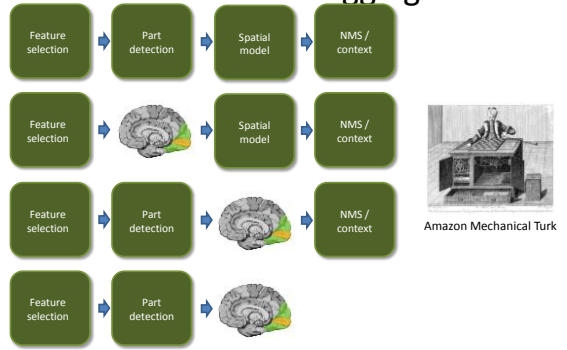 Feature
selection
Part
detection
Spatial
model
NMS /
context
Feature
selection
Spatial
model
NMS /
context
Feature
selection
Part
detection
NMS /
context
Feature
selection
Part
detection
Amazon Mechanical Turk